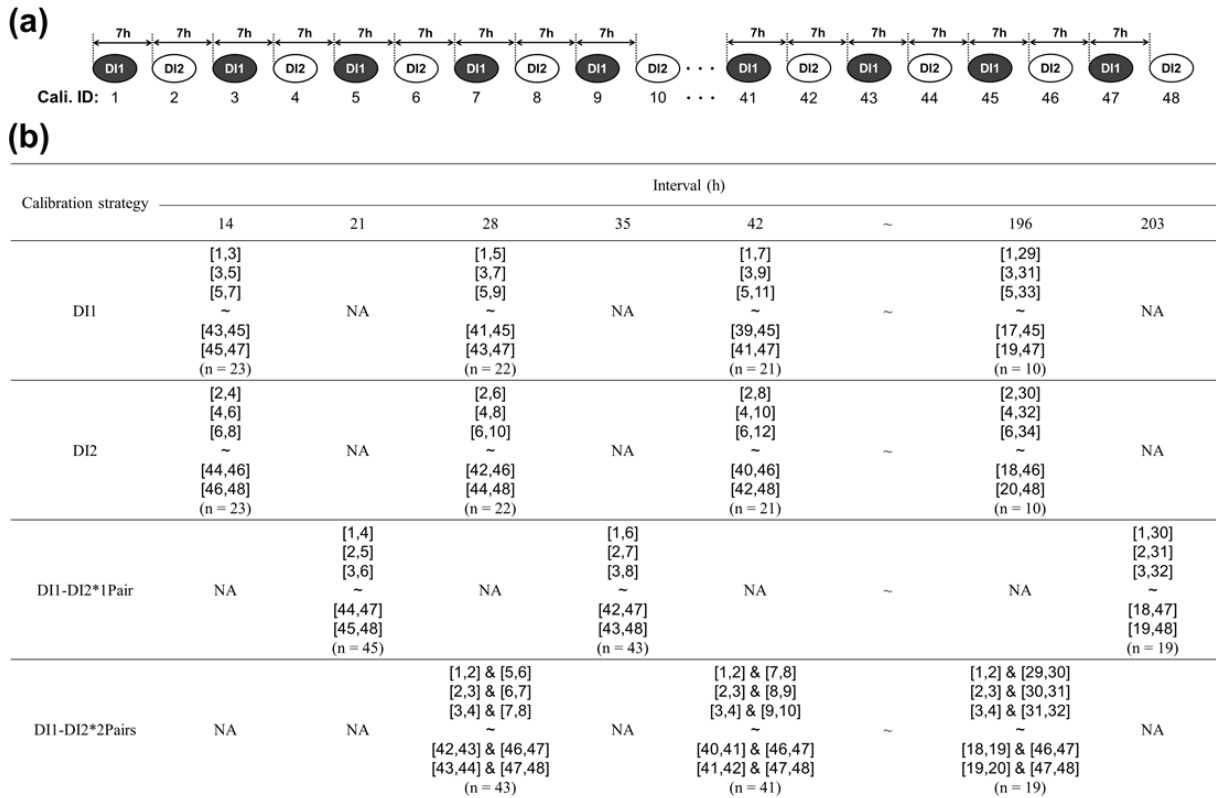 (a)
7h 7h 7h 7h 7h 7h 7h 7h 7h 7h 7h 7h 7h 7h 7h 7h
DI1 DI2 DI1 DI2 DI1 DI2 DI1 DI2 DI1 DI2 · · · DI1 DI2 DI1 DI2 DI1 DI2 DI1 DI2
Cali. ID: 1 2 3 4 5 6 7 8 9 10 · · · 41 42 43 44 45 46 47 48
(b)
Calibration strategy
Interval (h)
14 21 28 35 42 ~ 196 203
[1,3] [1,5] [1,7] [1,29]
[3,5] [3,7] [3,9] [3,31]
[5,7] [5,9] [5,11] [5,33]
DI1 ~ NA ~ NA ~ ~ ~ NA
[43,45] [41,45] [39,45] [17,45]
[45,47] [43,47] [41,47] [19,47]
(n = 23) (n = 22) (n = 21) (n = 10)
[2,4] [2,6] [2,8] [2,30]
[4,6] [4,8] [4,10] [4,32]
[6,8] [6,10] [6,12] [6,34]
DI2 ~ NA ~ NA ~ ~ ~ NA
[44,46] [42,46] [40,46] [18,46]
[46,48] [44,48] [42,48] [20,48]
(n = 23) (n = 22) (n = 21) (n = 10)
[1,4] [1,6] [1,30]
[2,5] [2,7] [2,31]
[3,6] [3,8] [3,32]
DI1-DI2*1Pair NA ~ NA ~ NA ~ NA ~
[44,47] [42,47] [18,47]
[45,48] [43,48] [19,48]
(n = 45) (n = 43) (n = 19)
[1,2] & [5,6] [1,2] & [7,8] [1,2] & [29,30]
[2,3] & [6,7] [2,3] & [8,9] [2,3] & [30,31]
[3,4] & [7,8] [3,4] & [9,10] [3,4] & [31,32]
DI1-DI2*2Pairs NA NA ~ NA ~ ~ ~ NA
[42,43] & [46,47] [40,41] & [46,47] [18,19] & [46,47]
[43,44] & [47,48] [41,42] & [47,48] [19,20] & [47,48]
(n = 43) (n = 41) (n = 19)